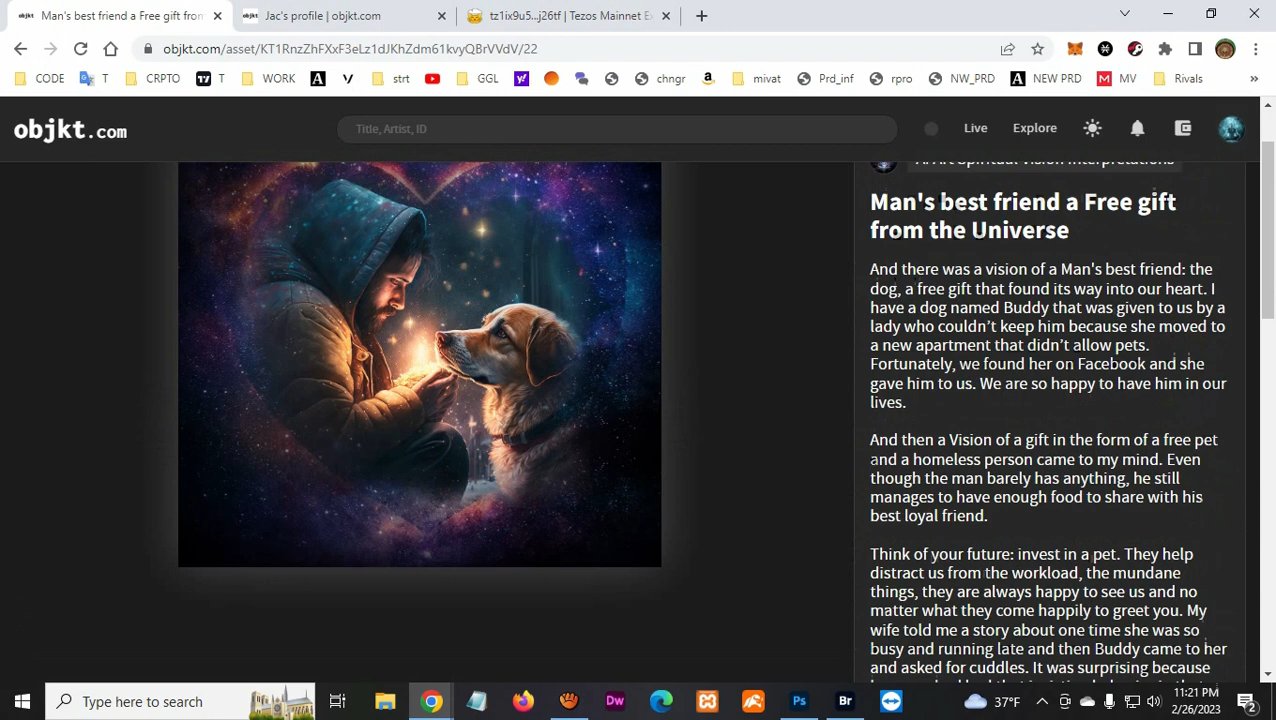 Man's best friend a Free gift from
Jac's profile | objkt.com
tz1ix9u5...j26tf | Tezos Mainnet Ex
objkt.com/asset/KT1RnzZhFXxF3eLz1dJKhZdm61kvyQBrVVdV/22
CODE T CRPTO T WORK strt GGL chngr mivat Prd_inf rpro NW_PRD NEW PRD MV Rivals »
objkt.com
Title, Artist, ID
Live
Explore
AI Art Spiritual Vision Interpretations
Man's best friend a Free gift
from the Universe
And there was a vision of a Man's best friend: the
dog, a free gift that found its way into our heart. I
have a dog named Buddy that was given to us by a
lady who couldn’t keep him because she moved to
a new apartment that didn’t allow pets.
Fortunately, we found her on Facebook and she
gave him to us. We are so happy to have him in our
lives.
And then a Vision of a gift in the form of a free pet
and a homeless person came to my mind. Even
though the man barely has anything, he still
manages to have enough food to share with his
best loyal friend.
Think of your future: invest in a pet. They help
distract us from the workload, the mundane
things, they are always happy to see us and no
matter what they come happily to greet you. My
wife told me a story about one time she was so
busy and running late and then Buddy came to her
and asked for cuddles. It was surprising because
Type here to search
37°F
11:21 PM
2/26/2023
2